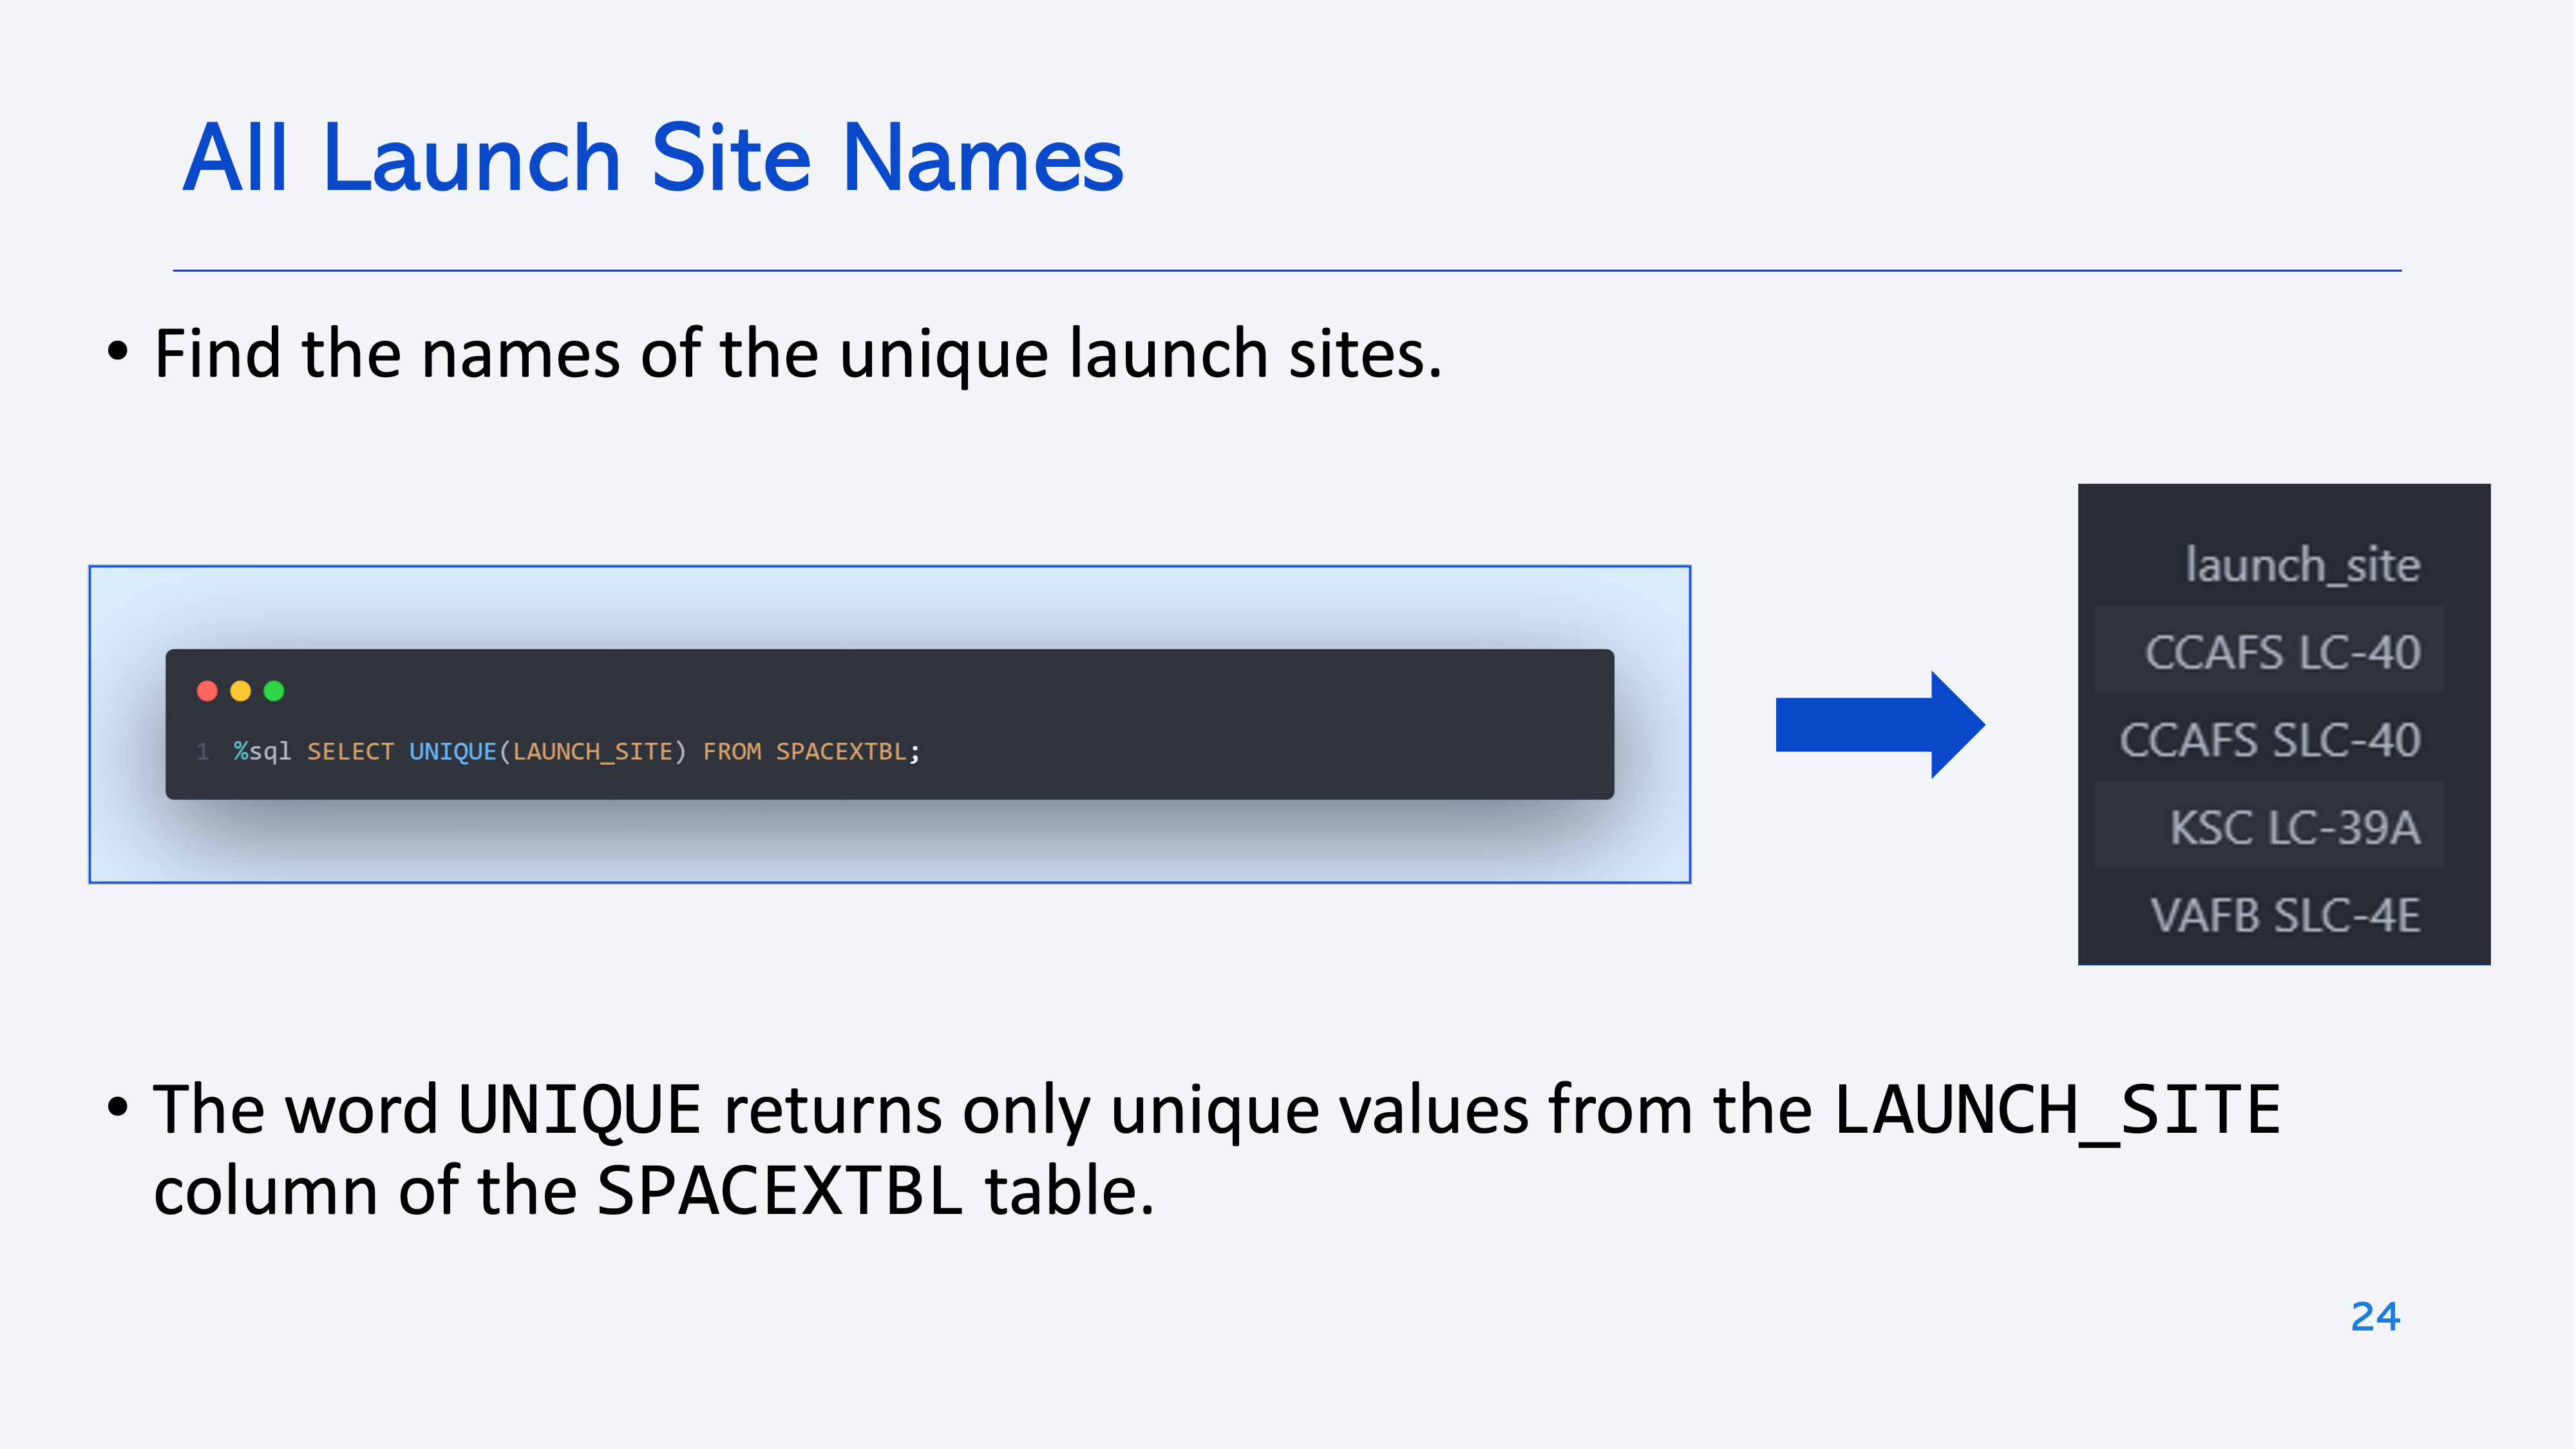 All Launch Site Names
• Find the names of the unique launch sites.
1 %sql SELECT UNIQUE(LAUNCH_SITE) FROM SPACEXTBL;
launch_site
CCAFS LC-40
CCAFS SLC-40
KSC LC-39A
VAFB SLC-4E
• The word UNIQUE returns only unique values from the LAUNCH_SITE
column of the SPACEXTBL table.
24